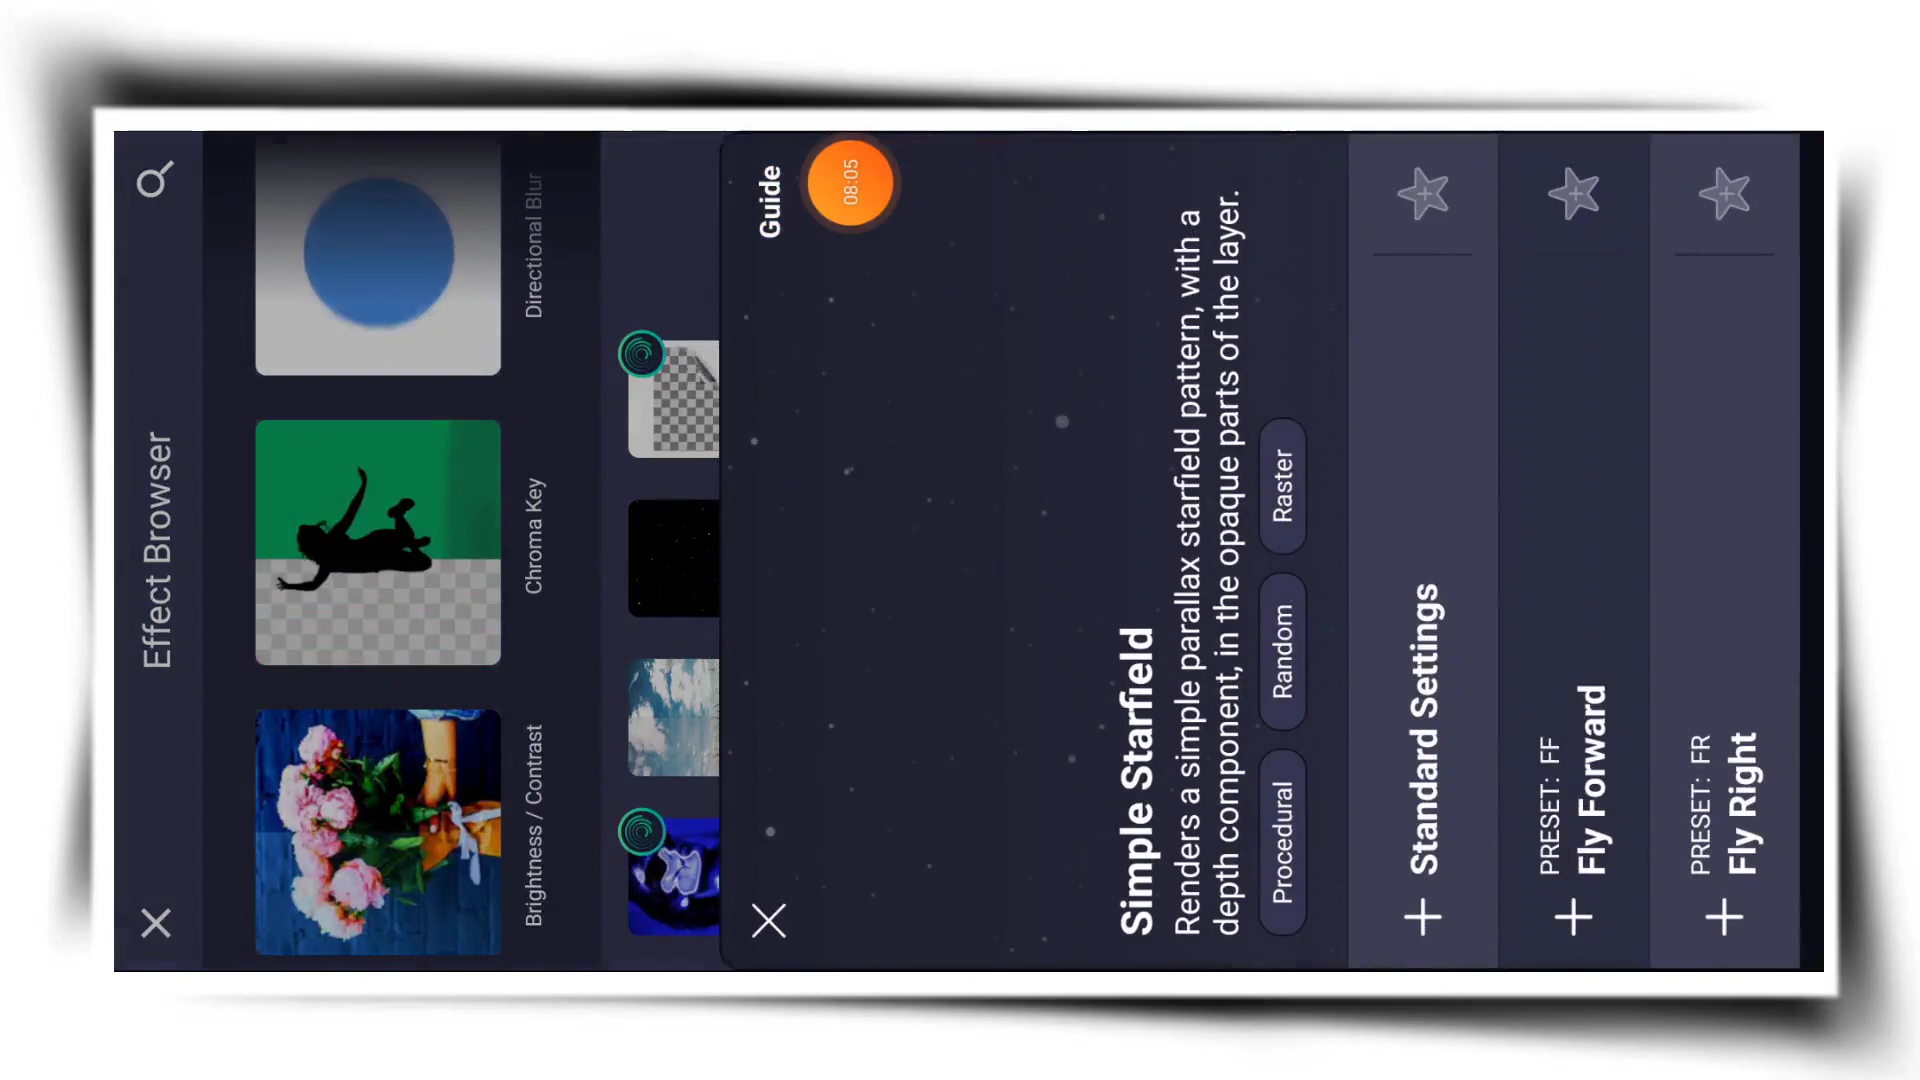 Effect Browser
Brightness / Contrast
Chroma Key
Directional Blur
Guide
08:05
Simple Starfield
Renders a simple parallax starfield pattern, with a
depth component, in the opaque parts of the layer.
Procedural
Random
Raster
Standard Settings
PRESET: FF
Fly Forward
PRESET: FR
Fly Right